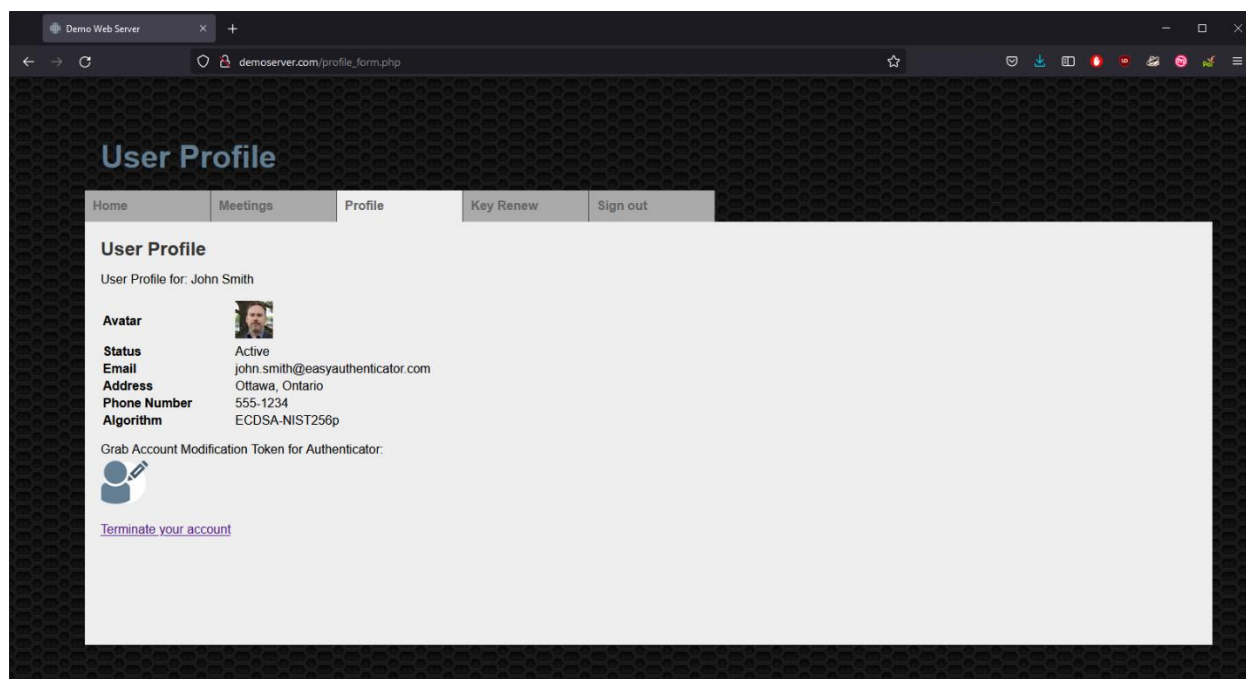 Demo Web Server
demoserver.com/profile_form.php
User Profile
Home Meetings Profile Key Renew Sign out
User Profile
User Profile for: John Smith
Avatar
Status Active
Email john.smith@easyauthenticator.com
Address Ottawa, Ontario
Phone Number 555-1234
Algorithm ECDSA-NIST256p
Grab Account Modification Token for Authenticator:
Terminate your account